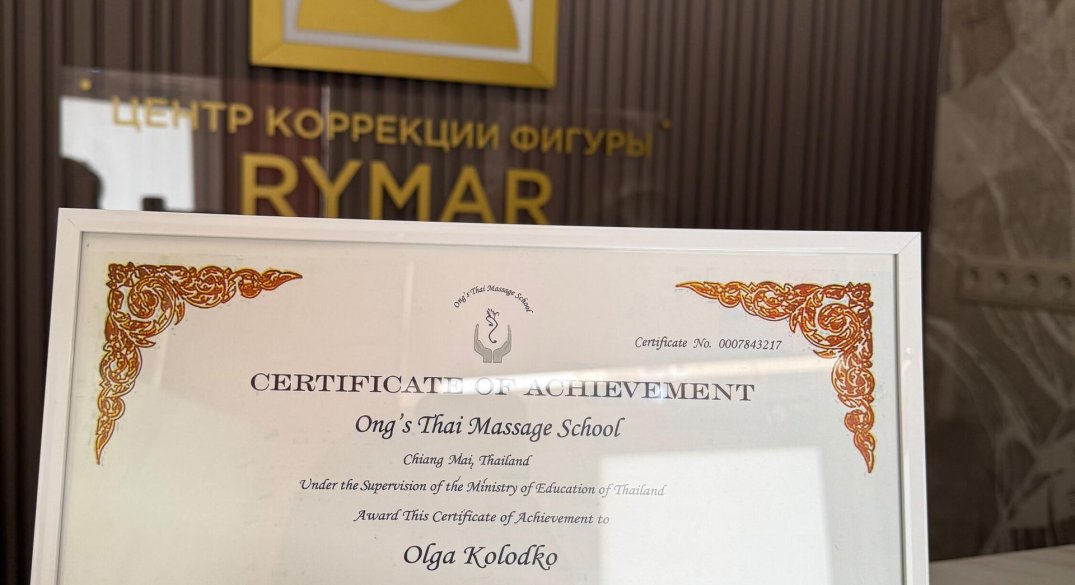 ЦЕНТР КОРРЕКЦИИ ФИГУРЫ
RYMAR
Ong's Thai Massage School
Certificate No. 0007843217
CERTIFICATE OF ACHIEVEMENT
Ong's Thai Massage School
Chiang Mai, Thailand
Under the Supervision of the Ministry of Education of Thailand
Award This Certificate of Achievement to
Olga Kolodko